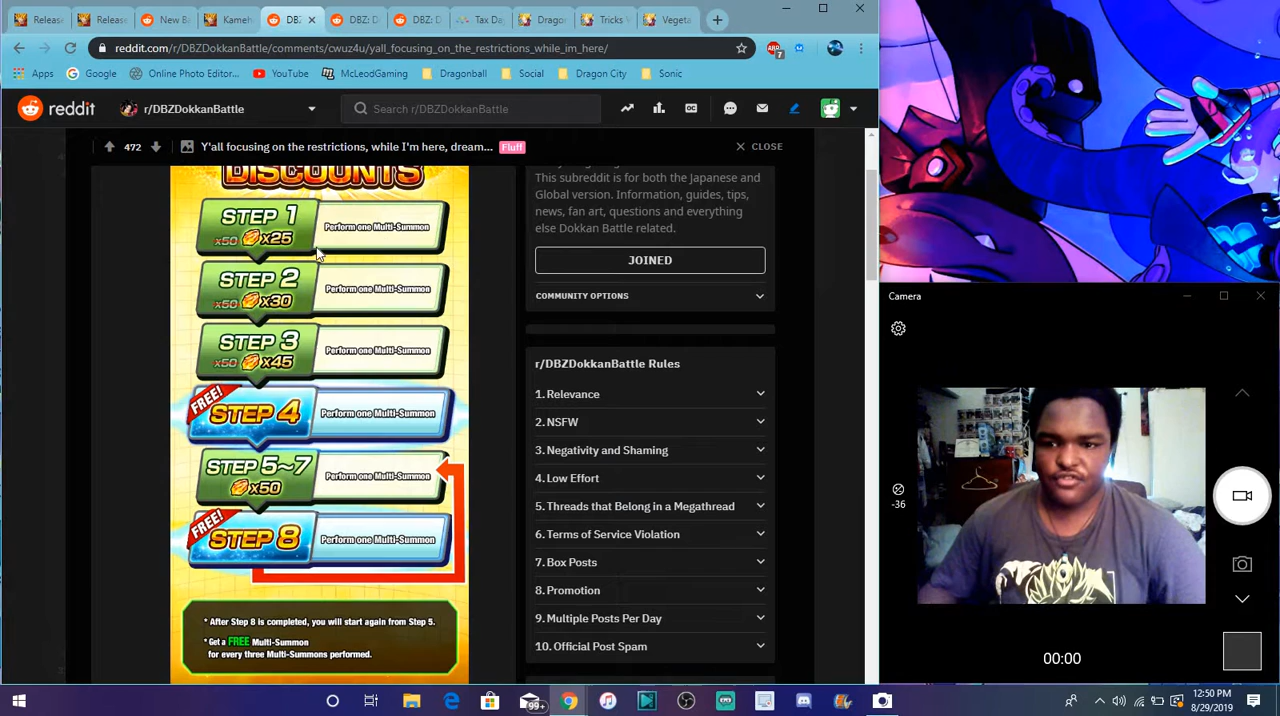 Release
Release
New B
Kameh
DBZ
DBZ: D
DBZ: D
Tax Da
Drago
Tricks
Vegeta
reddit.com/r/DBZDokkanBattle/comments/cwuz4u/yall_focusing_on_the_restrictions_while_im_here/
7
Apps
Google
Online Photo Editor...
YouTube
McLeodGaming
Dragonball
Social
Dragon City
Sonic
reddit
r/DBZDokkanBattle
Search r/DBZDokkanBattle
OC
472
Y'all focusing on the restrictions, while I'm here, dream...
Fluff
CLOSE
DISCOUNTS
STEP 1
x50 x25
Perform one Multi-Summon
STEP 2
x50 x30
Perform one Multi-Summon
STEP 3
x50 x45
Perform one Multi-Summon
FREE!
STEP 4
Perform one Multi-Summon
STEP 5~7
x50
Perform one Multi-Summon
FREE!
STEP 8
Perform one Multi-Summon
* After Step 8 is completed, you will start again from Step 5.
* Get a FREE Multi-Summon
for every three Multi-Summons performed.
This subreddit is for both the Japanese and
Global version. Information, guides, tips,
news, fan art, questions and everything
else Dokkan Battle related.
JOINED
COMMUNITY OPTIONS
r/DBZDokkanBattle Rules
1. Relevance
2. NSFW
3. Negativity and Shaming
4. Low Effort
5. Threads that Belong in a Megathread
6. Terms of Service Violation
7. Box Posts
8. Promotion
9. Multiple Posts Per Day
10. Official Post Spam
Camera
-36
00:00
99+
12:50 PM
8/29/2019